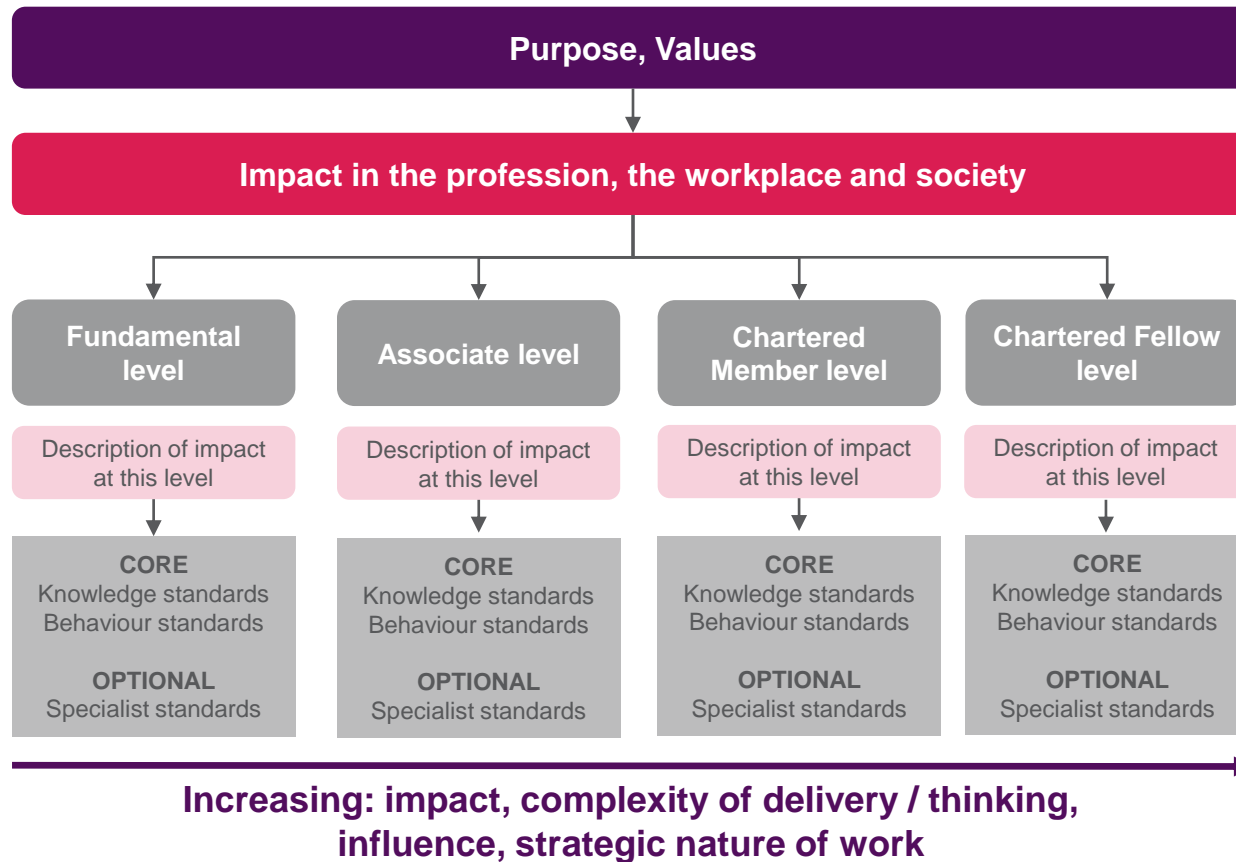 Purpose, Values
Impact in the profession, the workplace and society
Fundamental
level
Associate level
Chartered
Member level
Chartered Fellow
level
Description of impact
at this level
Description of impact
at this level
Description of impact
at this level
Description of impact
at this level
CORE
Knowledge standards
Behaviour standards
OPTIONAL
Specialist standards
CORE
Knowledge standards
Behaviour standards
OPTIONAL
Specialist standards
CORE
Knowledge standards
Behaviour standards
OPTIONAL
Specialist standards
CORE
Knowledge standards
Behaviour standards
OPTIONAL
Specialist standards
Increasing: impact, complexity of delivery / thinking,
influence, strategic nature of work